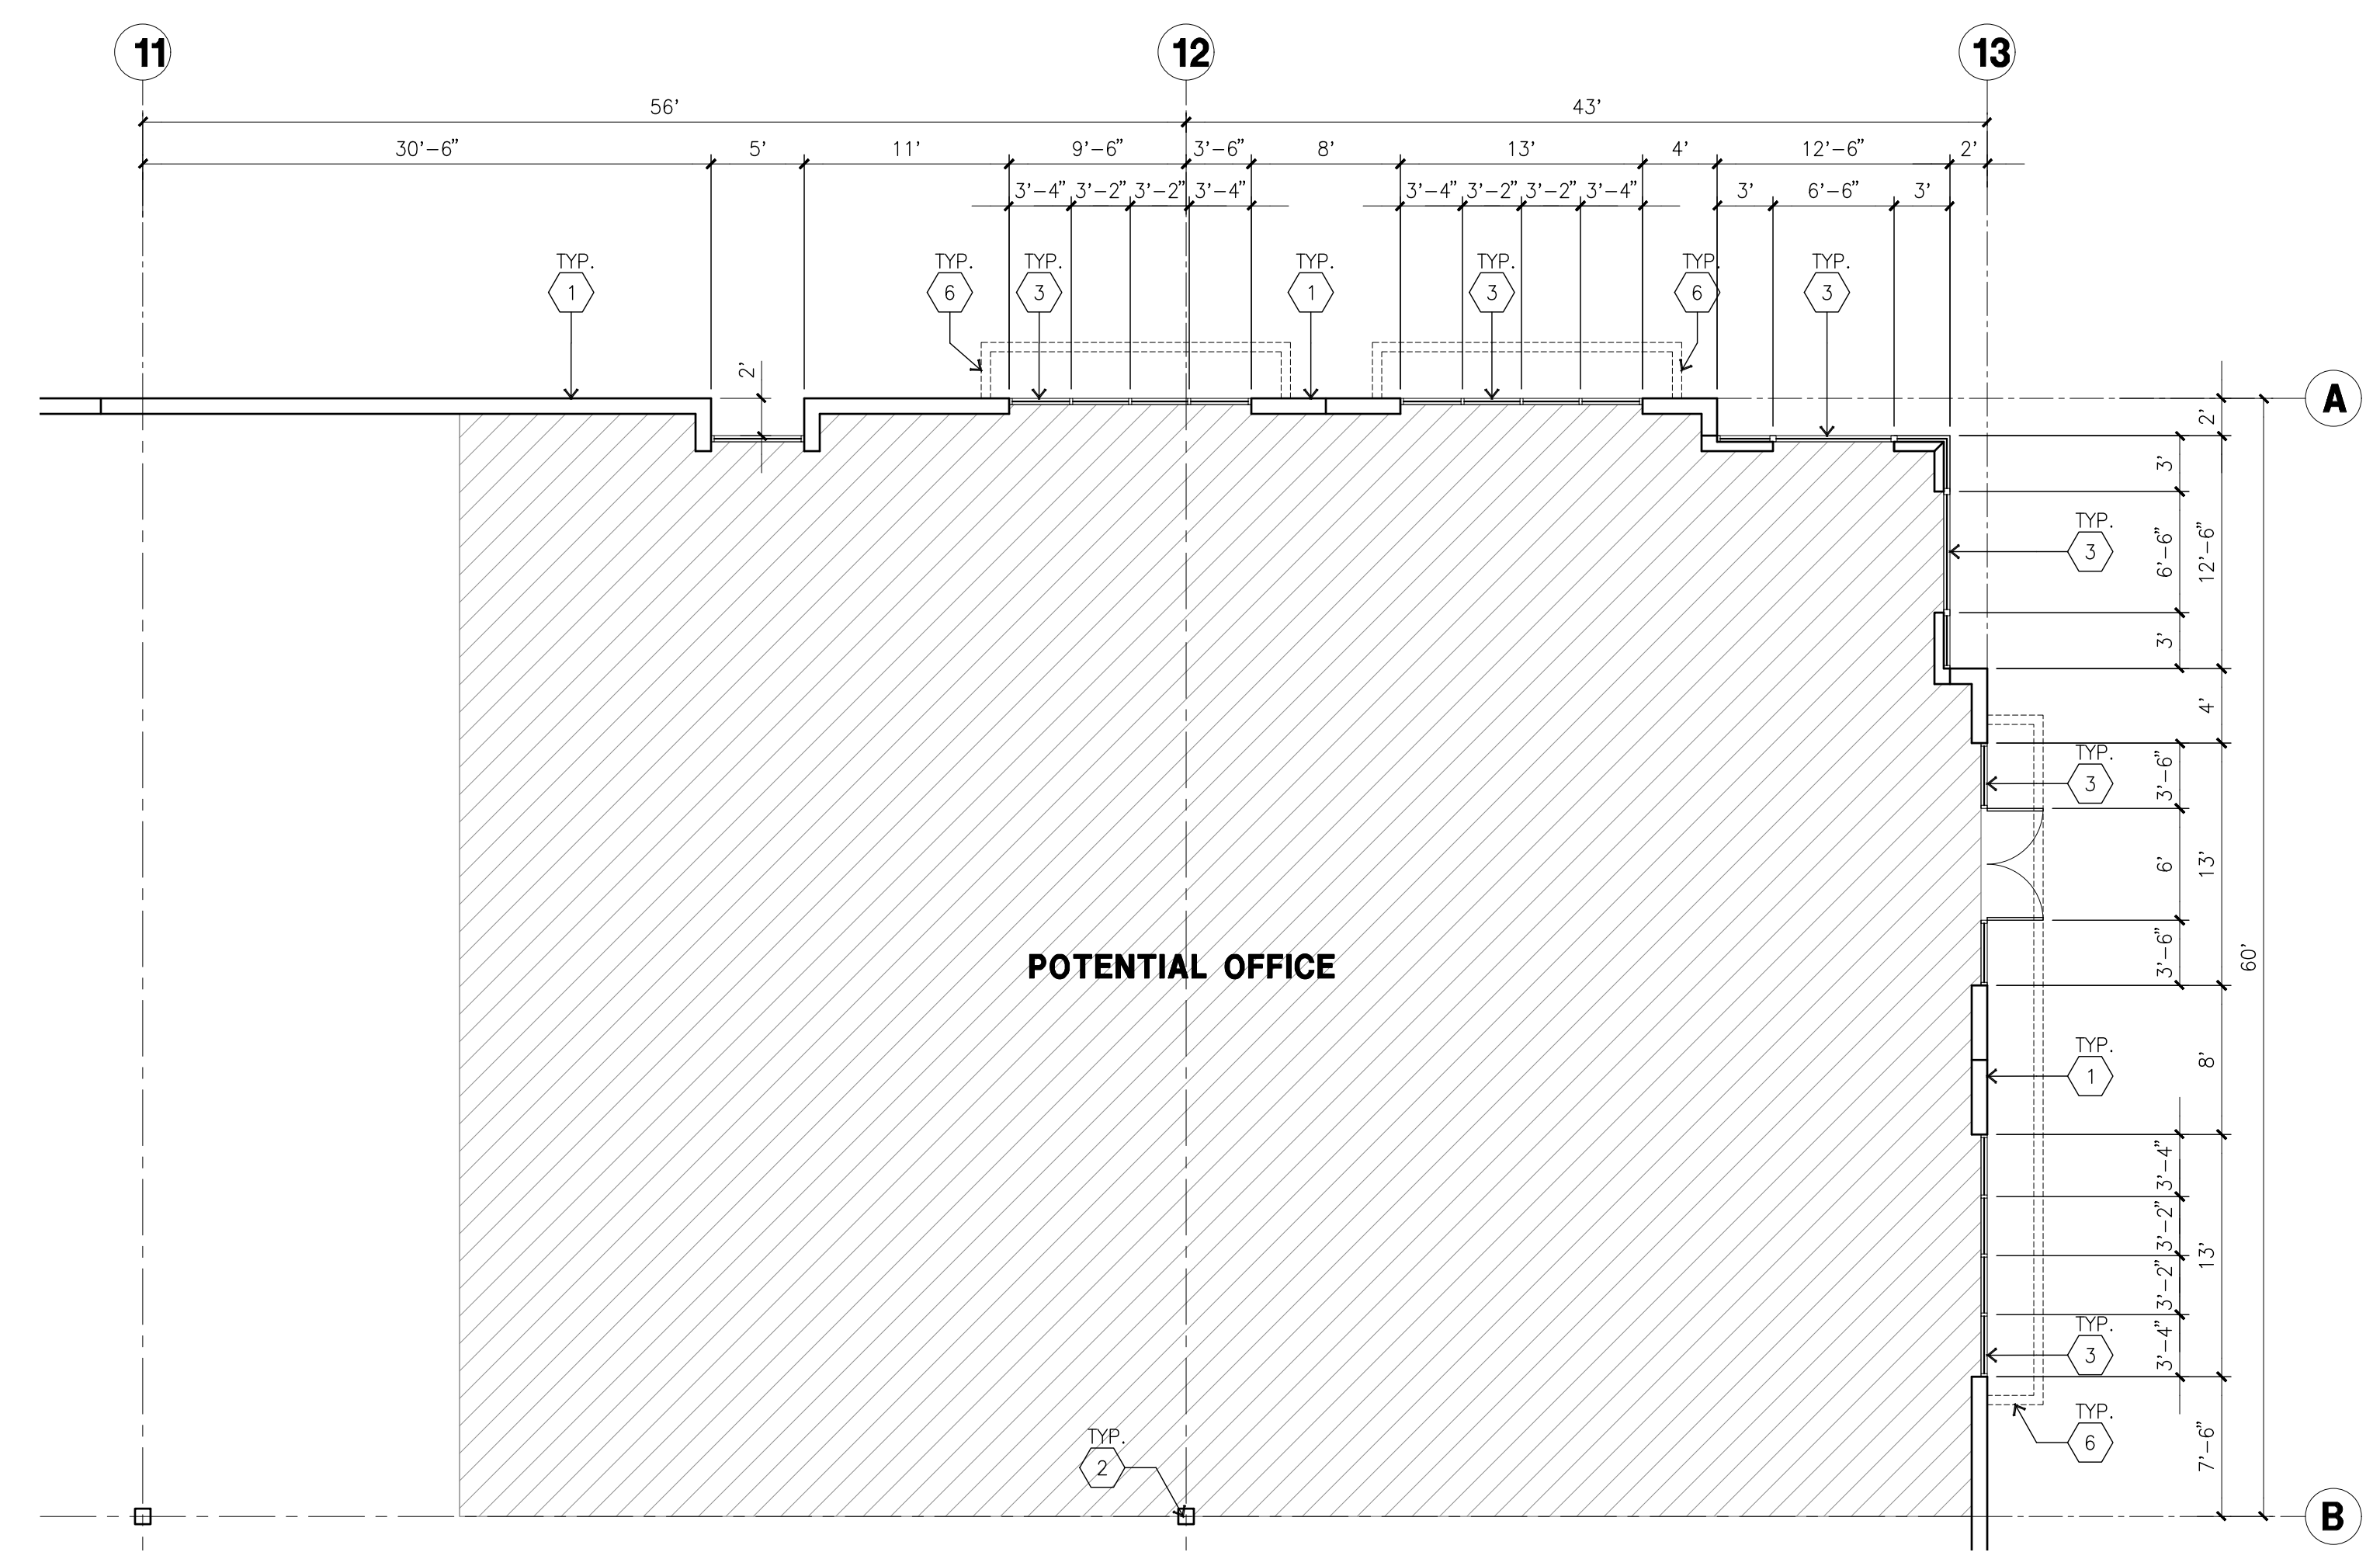 11 12 13
56' 43'
30'-6" 5' 11' 9'-6" 3'-6" 8' 13' 4' 12'-6" 2'
3'-4" 3'-2" 3'-2" 3'-4" 3'-4" 3'-2" 3'-2" 3'-4" 3' 6'-6" 3'
TYP. TYP. TYP. TYP. TYP. TYP. TYP.
1 6 3 1 3 6 3
2'
A
2'
3'
TYP.
3
6'-6" 12'-6"
3'
4'
TYP.
3
3'-6"
6' 13'
3'-6"
60'
POTENTIAL OFFICE
TYP.
1
8'
3'-4"
3'-2"
13'
3'-2"
TYP.
3
3'-4"
TYP.
6
7'-6"
TYP.
2
B